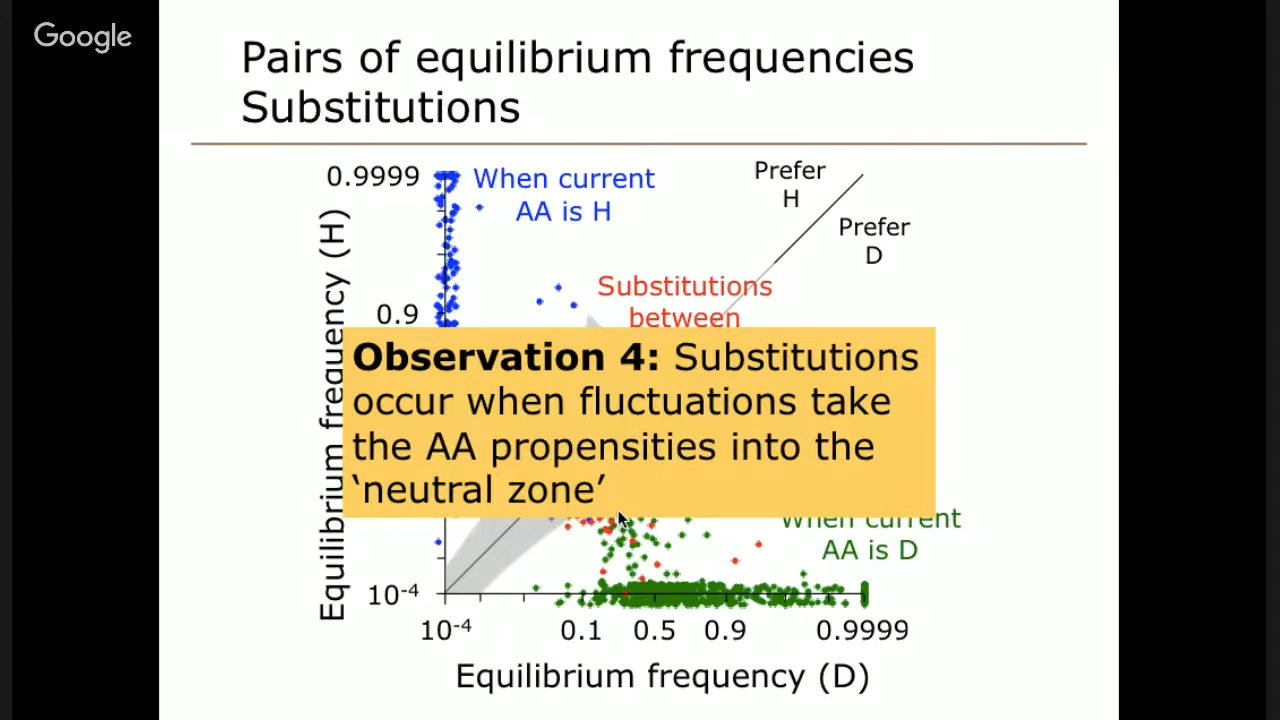 Google
Pairs of equilibrium frequencies
Substitutions
0.9999
When current
AA is H
Prefer
H
Prefer
D
Substitutions
between
0.9
Equilibrium frequency (H)
Observation 4: Substitutions
occur when fluctuations take
the AA propensities into the
‘neutral zone’
When current
AA is D
10-4
10-4
0.1
0.5
0.9
0.9999
Equilibrium frequency (D)